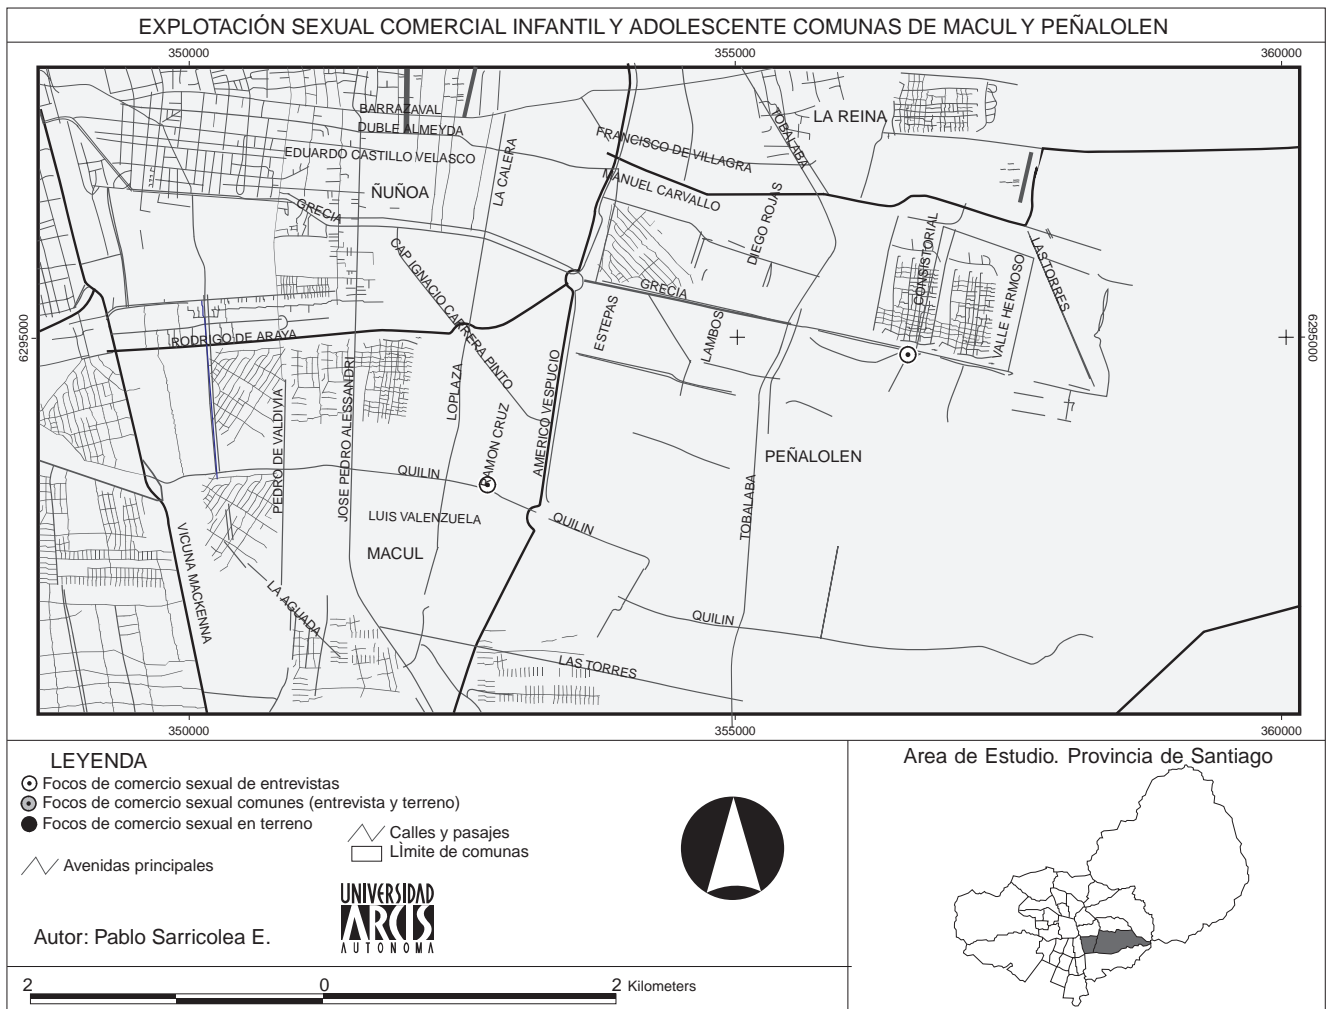 EXPLOTACIÓN SEXUAL COMERCIAL INFANTIL Y ADOLESCENTE COMUNAS DE MACUL Y PEÑALOLEN
350000
355000
360000
6295000
6295000
BARRAZAVAL
DUBLE ALMEYDA
EDUARDO CASTILLO VELASCO
ÑUÑOA
GRECIA
LA CALERA
CAP IGNACIO CARRERA PINTO
FRANCISCO DE VILLAGRA
MANUEL CARVALLO
TOBALABA
LA REINA
DIEGO ROJAS
GRECIA
CONSISTORIAL
VALLE HERMOSO
LAS TORRES
RODRIGO DE ARAYA
ESTEPAS
LAMBOS
PEDRO DE VALDIVIA
JOSE PEDRO ALESSANDRI
LOPLAZA
RAMON CRUZ
AMERICO VESPUCIO
PEÑALOLEN
QUILIN
LUIS VALENZUELA
QUILIN
TOBALABA
MACUL
VICUNA MACKENNA
LA AGUADA
QUILIN
LAS TORRES
350000
355000
360000
LEYENDA
Focos de comercio sexual de entrevistas
Focos de comercio sexual comunes (entrevista y terreno)
Focos de comercio sexual en terreno
Calles y pasajes
LÌmite de comunas
Avenidas principales
UNIVERSIDAD
ARCIS
AUTONOMA
Autor: Pablo Sarricolea E.
2 0 2 Kilometers
Area de Estudio. Provincia de Santiago